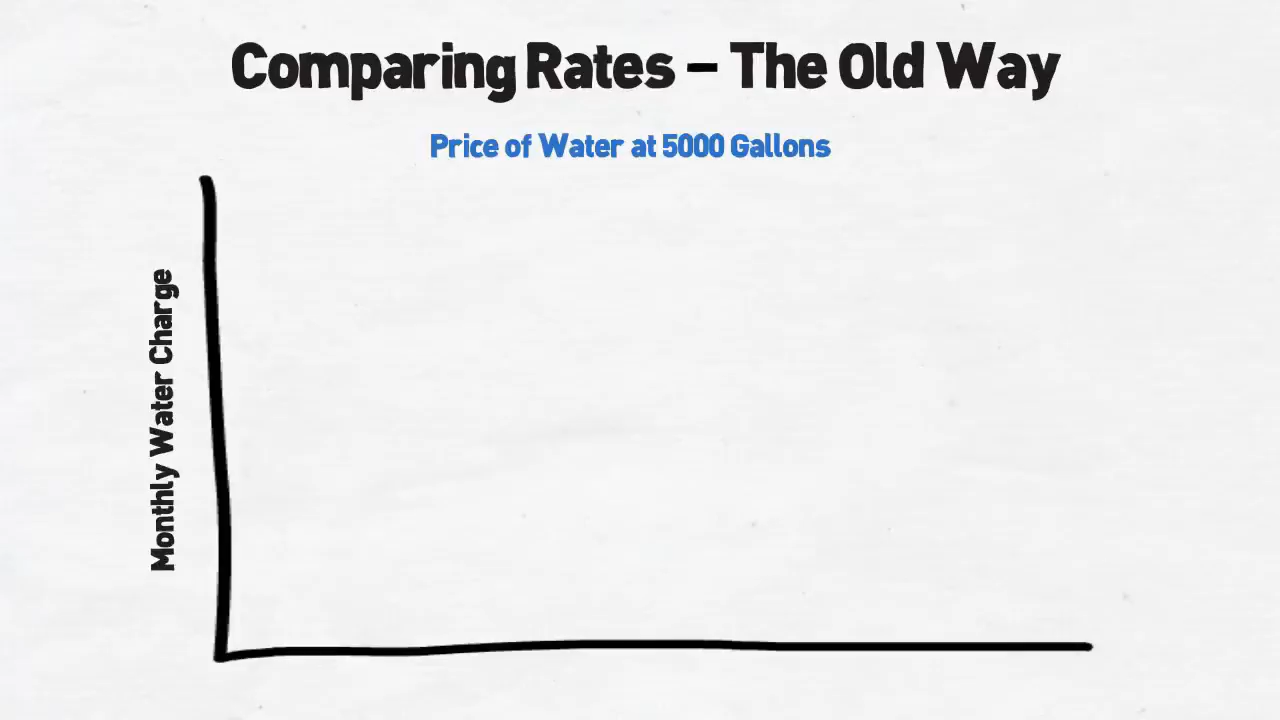 Comparing Rates – The Old Way
Price of Water at 5000 Gallons
Monthly Water Charge